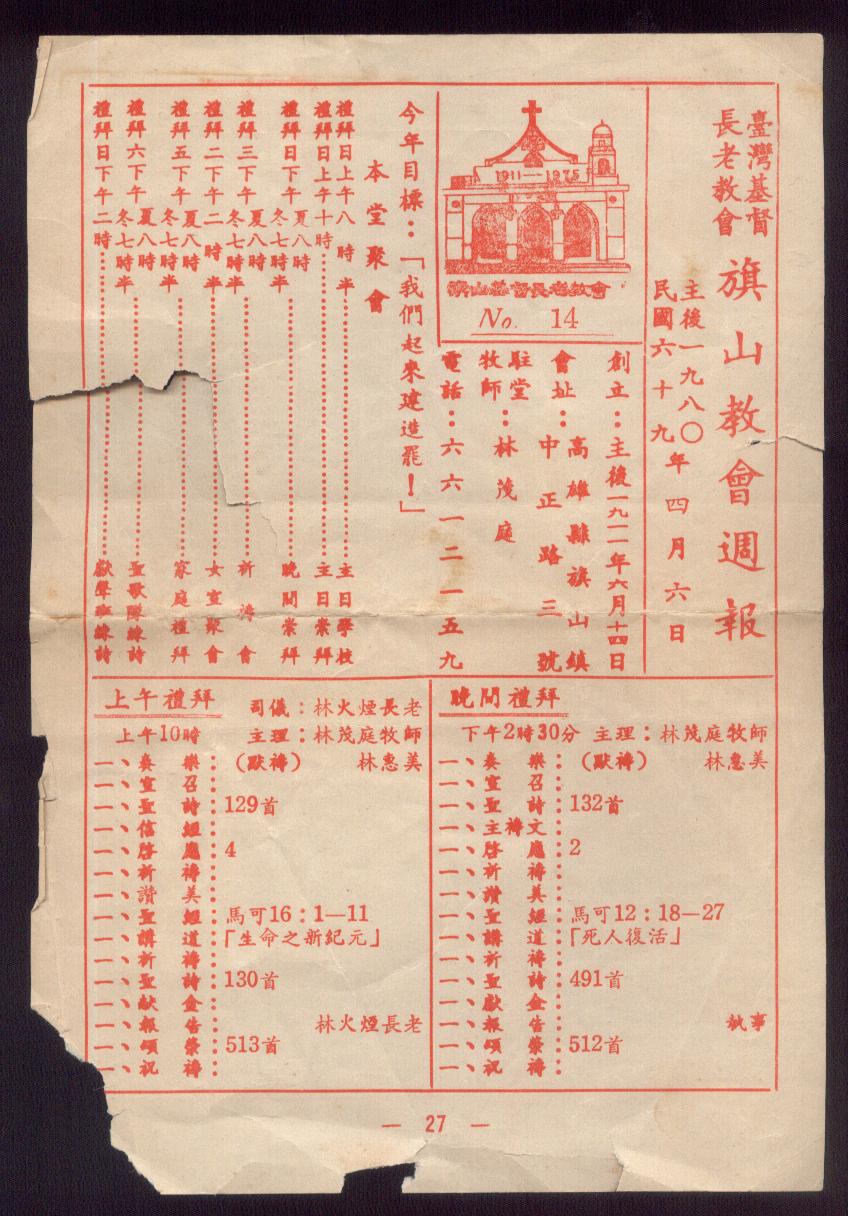 臺灣基督
長老教會
旗山教會週報
主後一九八〇年四月六日
民國六十九
1911—1975
旗山基督長老教會
No. 14
創立：主後一九一一年六月十四日
會址：高雄縣旗山鎮
中正路三號
駐堂
牧師：林茂庭
電話：六六一二一五九
今年目標：「我們起來建造罷！」
本堂聚會
禮拜日上午八時半……主日學校
禮拜日上午十時……主日崇拜
禮拜日下午夏八時冬七時半……晚間崇拜
禮拜三下午夏八時冬七時半……祈禱會
禮拜二下午二時半……女宣聚會
禮拜五下午夏八時冬七時半……家庭禮拜
禮拜六下午夏八時冬七時半……聖歌隊練詩
禮拜日下午二時……獻聲班練詩
上午禮拜
司儀：林火煙長老
上午10時 主理：林茂庭牧師
一、奏樂：（默禱） 林惠美
一、宣召：
一、聖詩：129首
一、信經：
一、啓應：4
一、祈禱：
一、讃美：
一、聖經：馬可16：1—11
一、講道：「生命之新紀元」
一、祈禱：
一、聖詩：130首
一、獻金：
一、報告： 林火煙長老
一、頌榮：513首
一、祝禱：
晚間禮拜
下午2時30分 主理：林茂庭牧師
一、奏樂：（默禱） 林惠美
一、宣召：
一、聖詩：132首
一、主禱文：
一、啓應：2
一、祈禱：
一、讃美：
一、聖經：馬可12：18—27
一、講道：「死人復活」
一、祈禱：
一、聖詩：491首
一、獻金：
一、報告： 執事
一、頌榮：512首
一、祝禱：
— 27 —